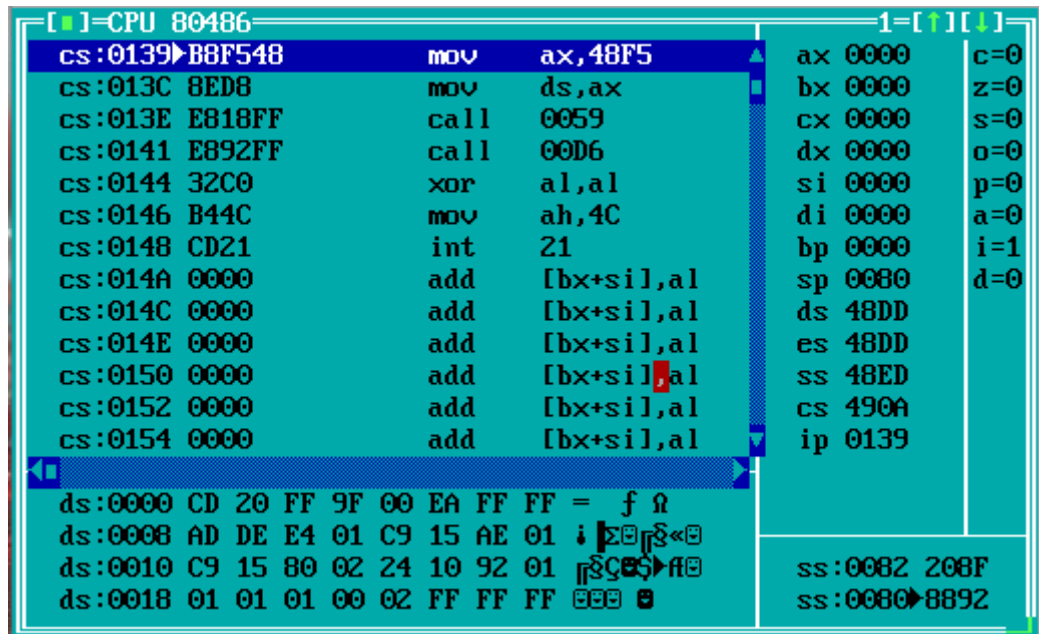 [■]=CPU 80486 1=[↑][↓]
cs:0139►B8F548 mov ax,48F5 ax 0000 c=0
cs:013C 8ED8 mov ds,ax bx 0000 z=0
cs:013E E818FF call 0059 cx 0000 s=0
cs:0141 E892FF call 00D6 dx 0000 o=0
cs:0144 32C0 xor al,al si 0000 p=0
cs:0146 B44C mov ah,4C di 0000 a=0
cs:0148 CD21 int 21 bp 0000 i=1
cs:014A 0000 add [bx+si],al sp 0080 d=0
cs:014C 0000 add [bx+si],al ds 48DD
cs:014E 0000 add [bx+si],al es 48DD
cs:0150 0000 add [bx+si],al ss 48ED
cs:0152 0000 add [bx+si],al cs 490A
cs:0154 0000 add [bx+si],al ip 0139
ds:0000 CD 20 FF 9F 00 EA FF FF = ƒ Ω
ds:0008 AD DE E4 01 C9 15 AE 01 ¡▐Σ☺╔§«☺
ds:0010 C9 15 80 02 24 10 92 01 ╔§Ç☻$►Æ☺ ss:0082 208F
ds:0018 01 01 01 00 02 FF FF FF ☺☺☺ ☻ ss:0080►8892